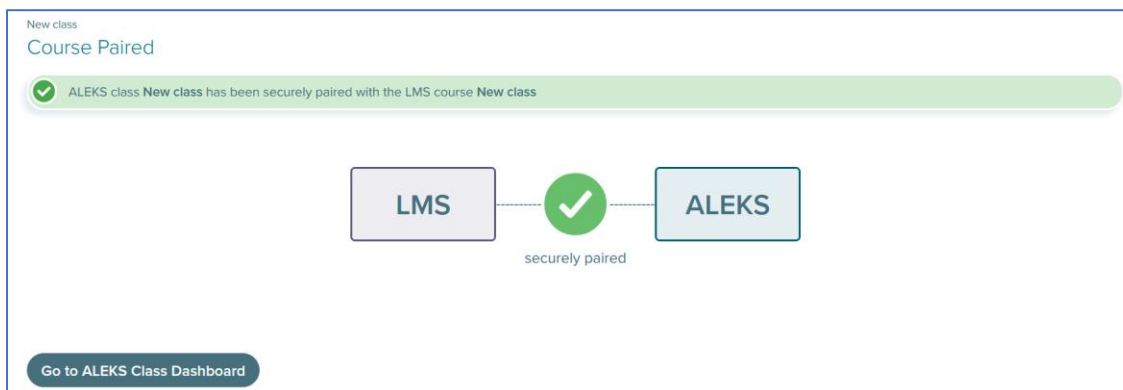 New class
Course Paired
ALEKS class New class has been securely paired with the LMS course New class
LMS
ALEKS
securely paired
Go to ALEKS Class Dashboard